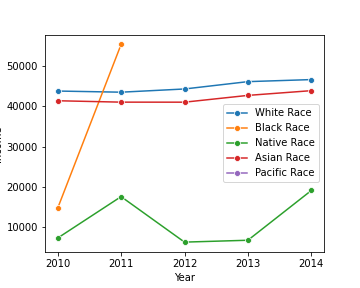 50000
40000
30000
20000
10000
White Race
Black Race
Native Race
Asian Race
Pacific Race
2010 2011 2012 2013 2014
Year